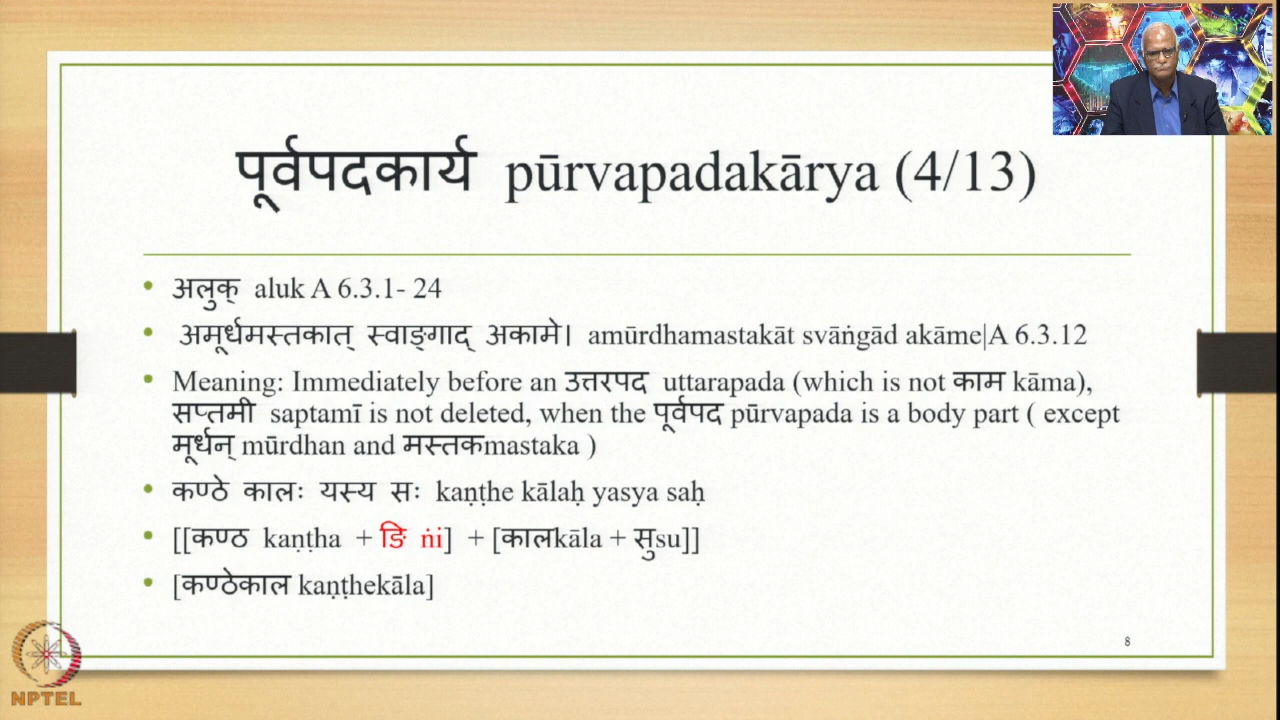 पूर्वपदकार्य pūrvapadakārya (4/13)
• अलुक् aluk A 6.3.1- 24
• अमूर्धमस्तकात् स्वाङ्गाद् अकामे। amūrdhamastakāt svāṅgād akāme|A 6.3.12
• Meaning: Immediately before an उत्तरपद uttarapada (which is not काम kāma),
सप्तमी saptamī is not deleted, when the पूर्वपद pūrvapada is a body part ( except
मूर्धन् mūrdhan and मस्तकmastaka )
• कण्ठे कालः यस्य सः kaṇṭhe kālaḥ yasya saḥ
• [[कण्ठ kaṇtha + ङि ṅi] + [कालkāla + सुsu]]
• [कण्ठेकाल kaṇṭhekāla]
8
NPTEL